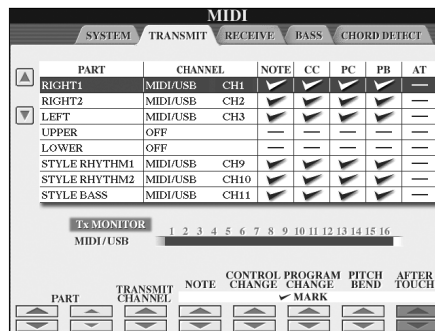 MIDI
SYSTEM TRANSMIT RECEIVE BASS CHORD DETECT
PART CHANNEL NOTE CC PC PB AT
RIGHT1 MIDI/USB CH1
RIGHT2 MIDI/USB CH2
LEFT MIDI/USB CH3
UPPER OFF
LOWER OFF
STYLE RHYTHM1 MIDI/USB CH9
STYLE RHYTHM2 MIDI/USB CH10
STYLE BASS MIDI/USB CH11
Tx MONITOR 1 2 3 4 5 6 7 8 9 10 11 12 13 14 15 16
MIDI/USB
PART TRANSMIT CHANNEL NOTE CONTROL CHANGE PROGRAM CHANGE PITCH BEND AFTER TOUCH
MARK